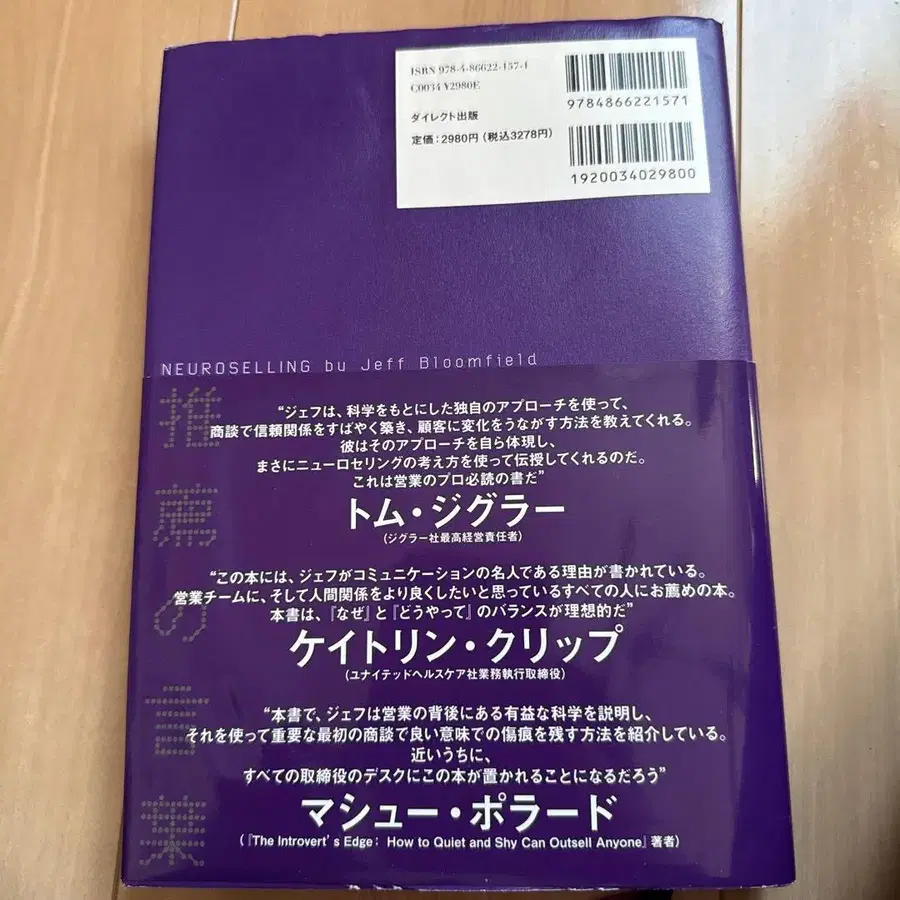 ISBN 978-4-86622-157-1
C0034 ¥2980E
ダイレクト出版
定価：2980円（税込3278円）
9784866221571
1920034029800
NEUROSELLING by Jeff Bloomfield
推薦の言葉
“ジェフは、科学をもとにした独自のアプローチを使って、
商談で信頼関係をすばやく築き、顧客に変化をうながす方法を教えてくれる。
彼はそのアプローチを自ら体現し、
まさにニューロセリングの考え方を使って伝授してくれるのだ。
これは営業のプロ必読の書だ”
トム・ジグラー
（ジグラー社最高経営責任者）
“この本には、ジェフがコミュニケーションの名人である理由が書かれている。
営業チームに、そして人間関係をより良くしたいと思っているすべての人にお薦めの本。
本書は、『なぜ』と『どうやって』のバランスが理想的だ”
ケイトリン・クリップ
（ユナイテッドヘルスケア社業務執行取締役）
“本書で、ジェフは営業の背後にある有益な科学を説明し、
それを使って重要な最初の商談で良い意味での傷痕を残す方法を紹介している。
近いうちに、
すべての取締役のデスクにこの本が置かれることになるだろう”
マシュー・ポラード
（『The Introvert’s Edge: How to Quiet and Shy Can Outsell Anyone』著者）